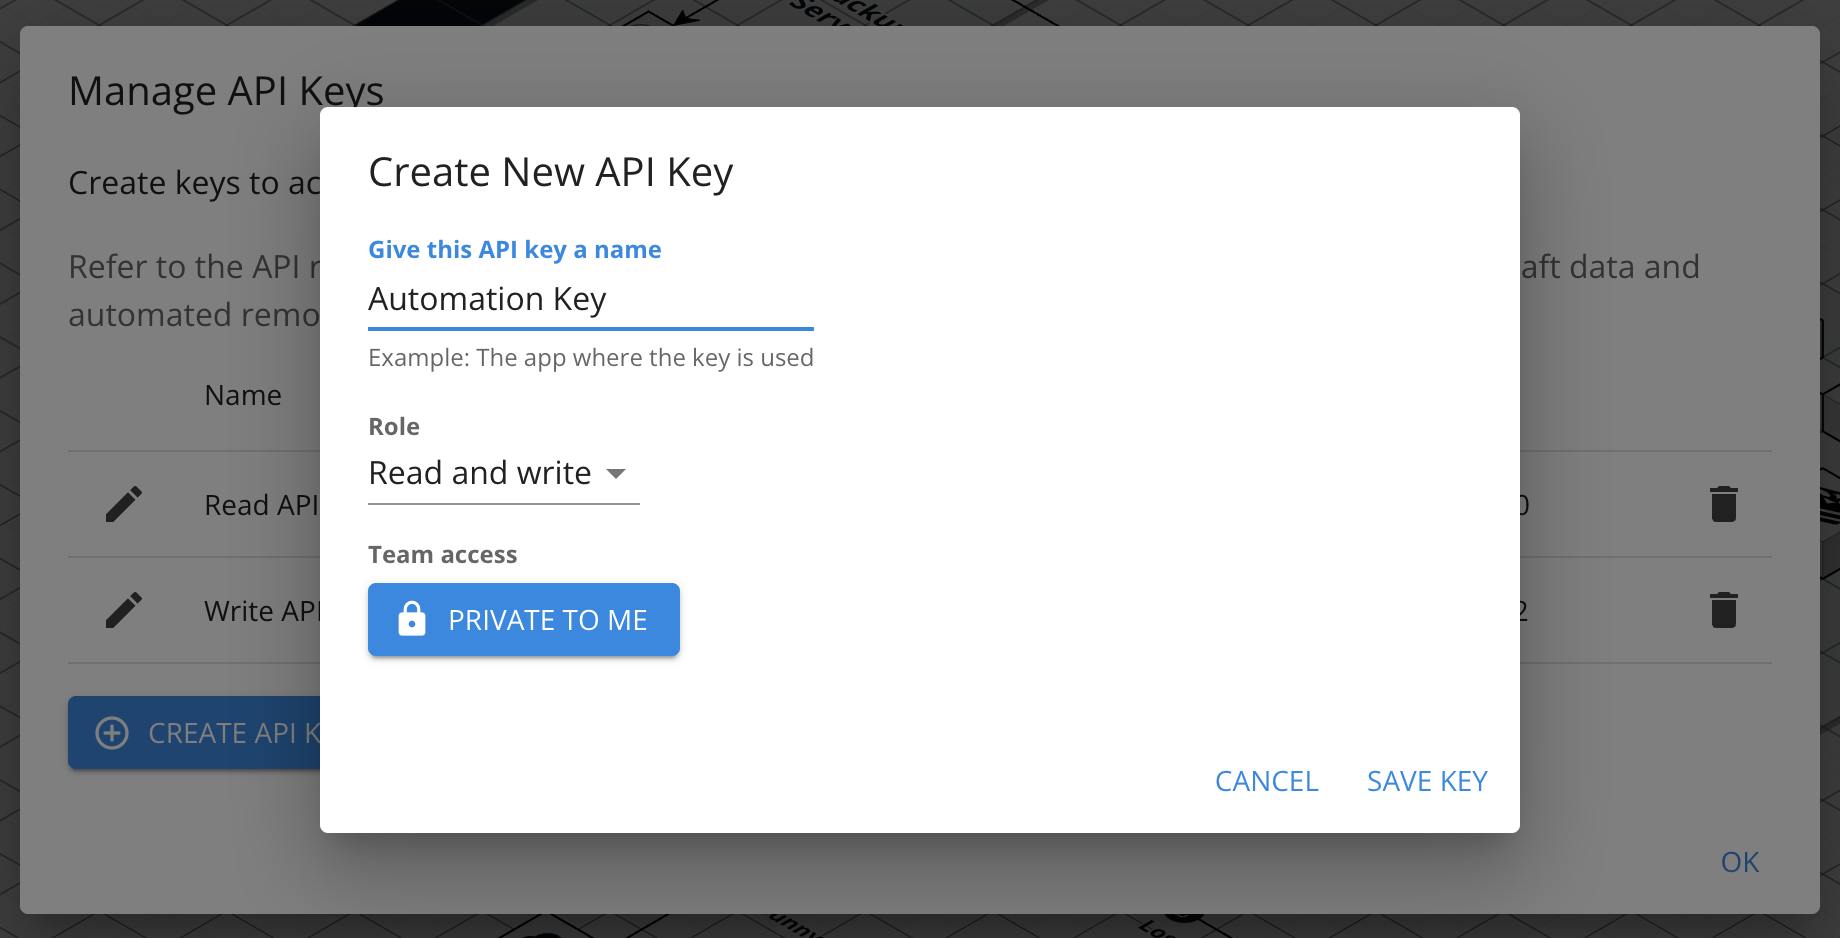 Serv
Manage API Keys
Create New API Key
Create keys to ac
Give this API key a name
Refer to the API
aft data and
Automation Key
automated remo
Example: The app where the key is used
Name
Role
Read and write
Read API
0
Team access
Write API
2
PRIVATE TO ME
CREATE API K
CANCEL
SAVE KEY
OK